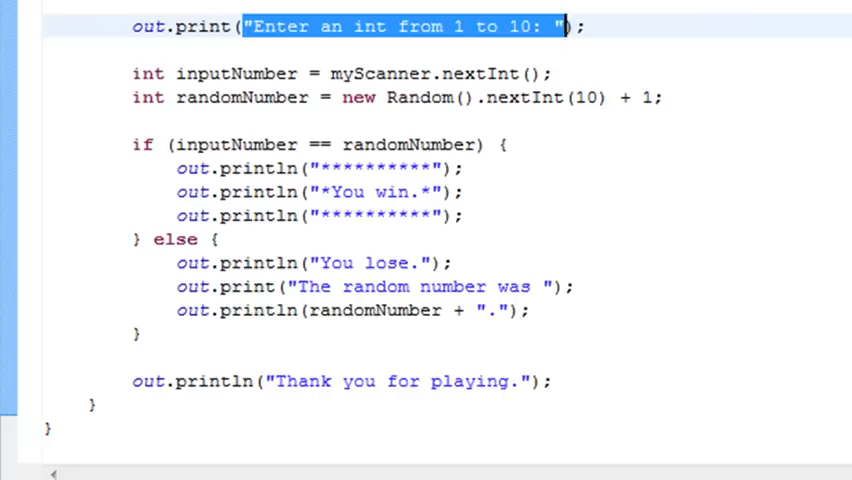 out.print("Enter an int from 1 to 10: ");
int inputNumber = myScanner.nextInt();
int randomNumber = new Random().nextInt(10) + 1;
if (inputNumber == randomNumber) {
out.println("**********");
out.println("*You win.*");
out.println("**********");
} else {
out.println("You lose.");
out.print("The random number was ");
out.println(randomNumber + ".");
}
out.println("Thank you for playing.");
}
}